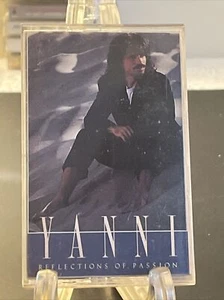 YANNI
REFLECTIONS OF PASSION